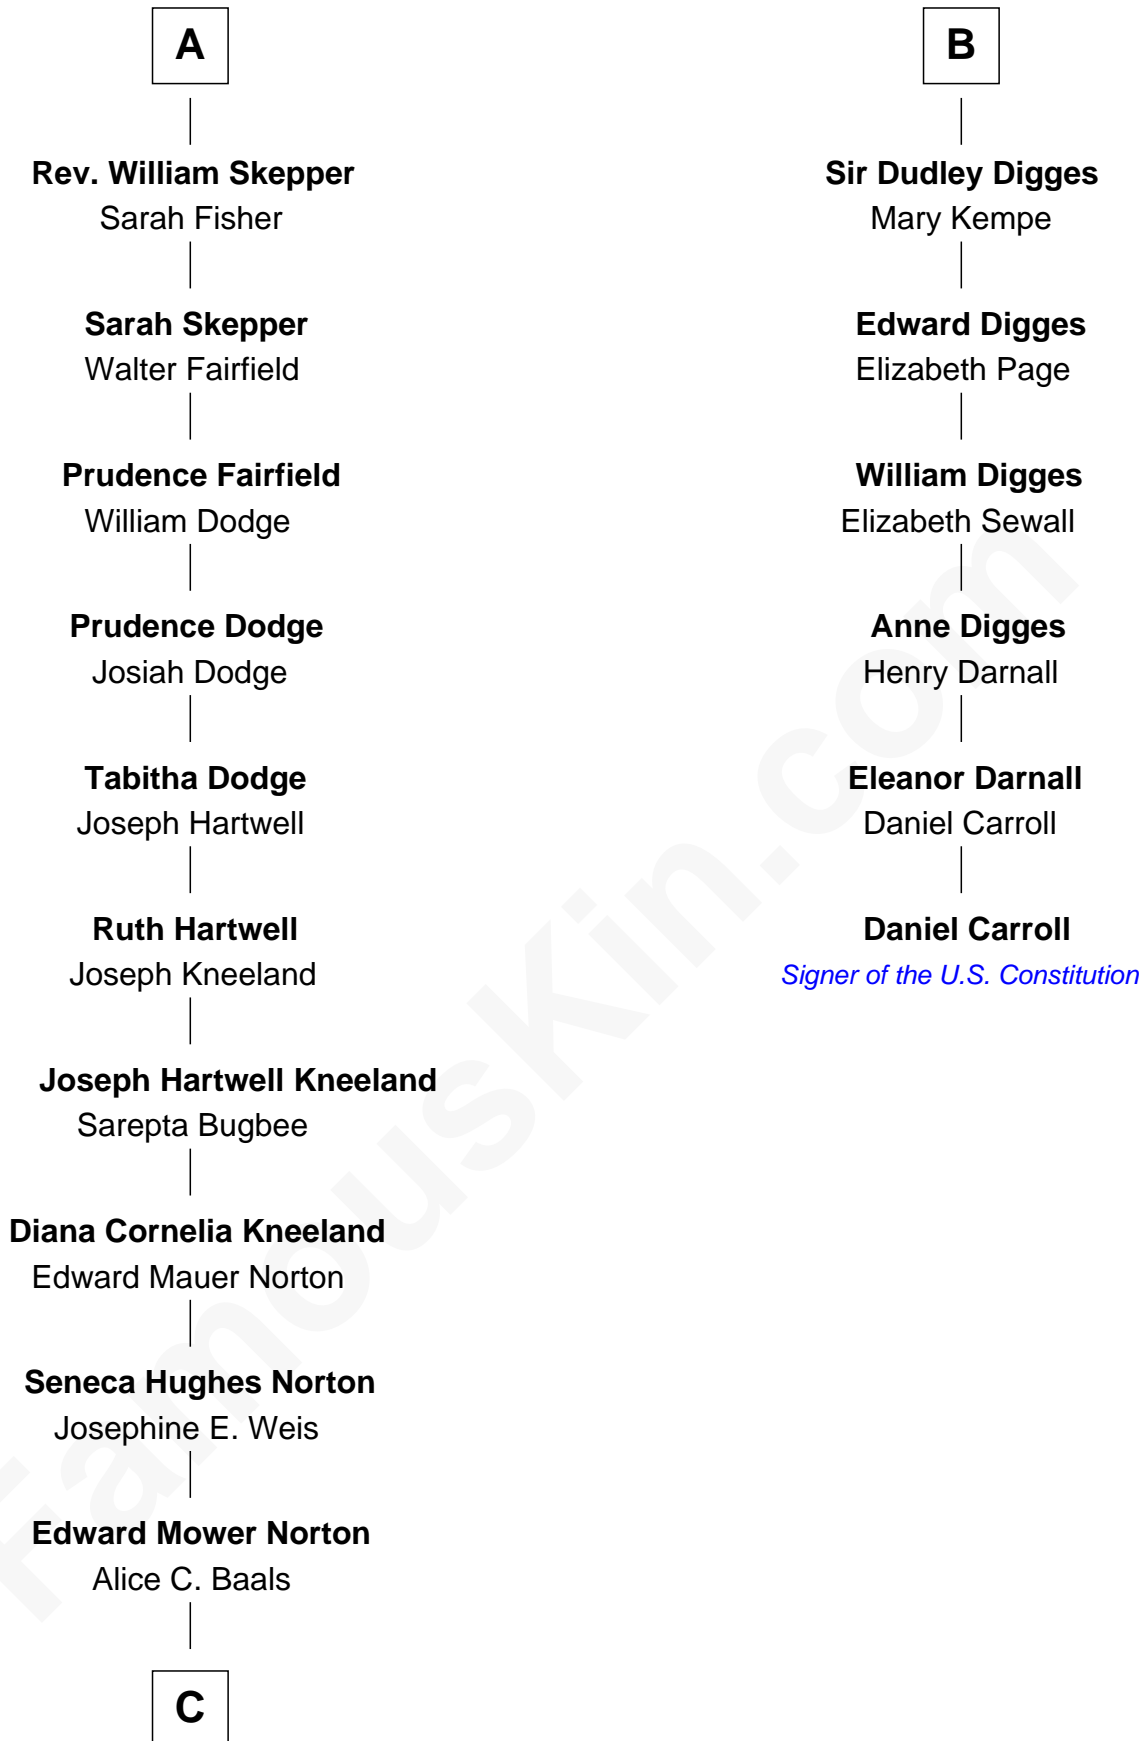 A
Rev. William Skepper
Sarah Fisher
Sarah Skepper
Walter Fairfield
Prudence Fairfield
William Dodge
Prudence Dodge
Josiah Dodge
Tabitha Dodge
Joseph Hartwell
Ruth Hartwell
Joseph Kneeland
Joseph Hartwell Kneeland
Sarepta Bugbee
Diana Cornelia Kneeland
Edward Mauer Norton
Seneca Hughes Norton
Josephine E. Weis
Edward Mower Norton
Alice C. Baals
C
B
Sir Dudley Digges
Mary Kempe
Edward Digges
Elizabeth Page
William Digges
Elizabeth Sewall
Anne Digges
Henry Darnall
Eleanor Darnall
Daniel Carroll
Daniel Carroll
Signer of the U.S. Constitution
FamousKin.com